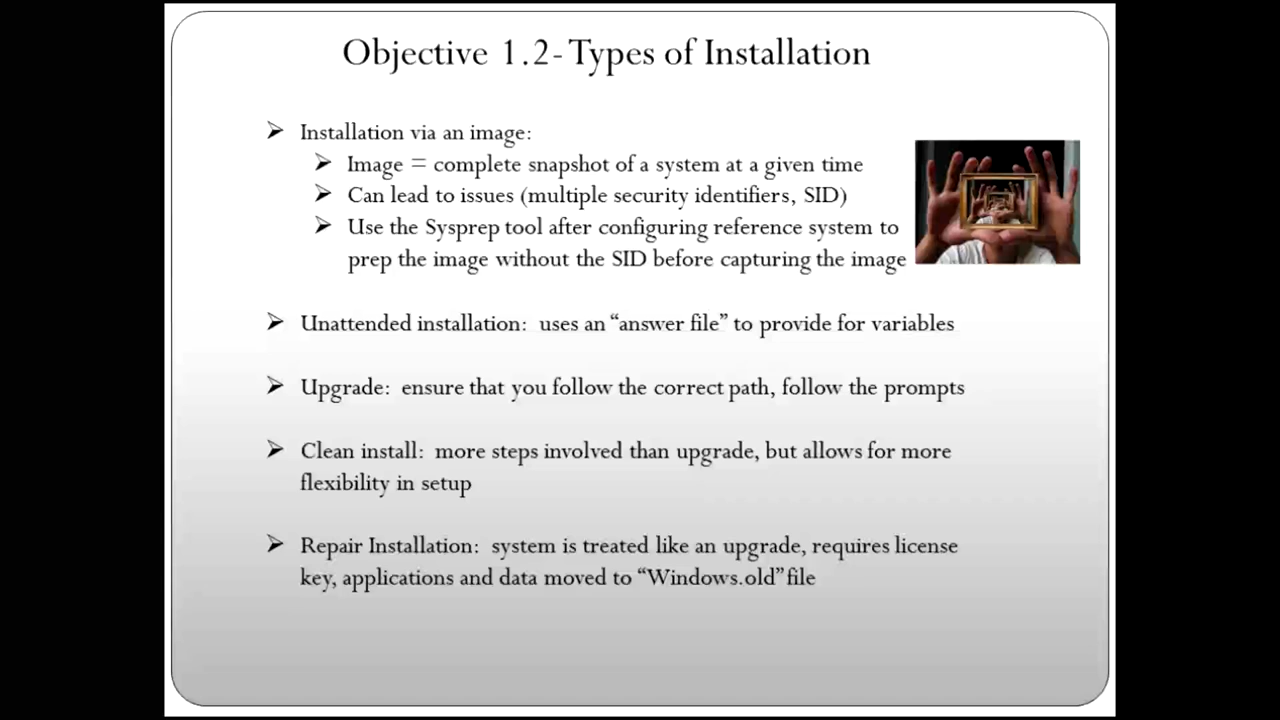 Objective 1.2- Types of Installation
Installation via an image:
Image = complete snapshot of a system at a given time
Can lead to issues (multiple security identifiers, SID)
Use the Sysprep tool after configuring reference system to
prep the image without the SID before capturing the image
Unattended installation: uses an “answer file” to provide for variables
Upgrade: ensure that you follow the correct path, follow the prompts
Clean install: more steps involved than upgrade, but allows for more
flexibility in setup
Repair Installation: system is treated like an upgrade, requires license
key, applications and data moved to “Windows.old” file